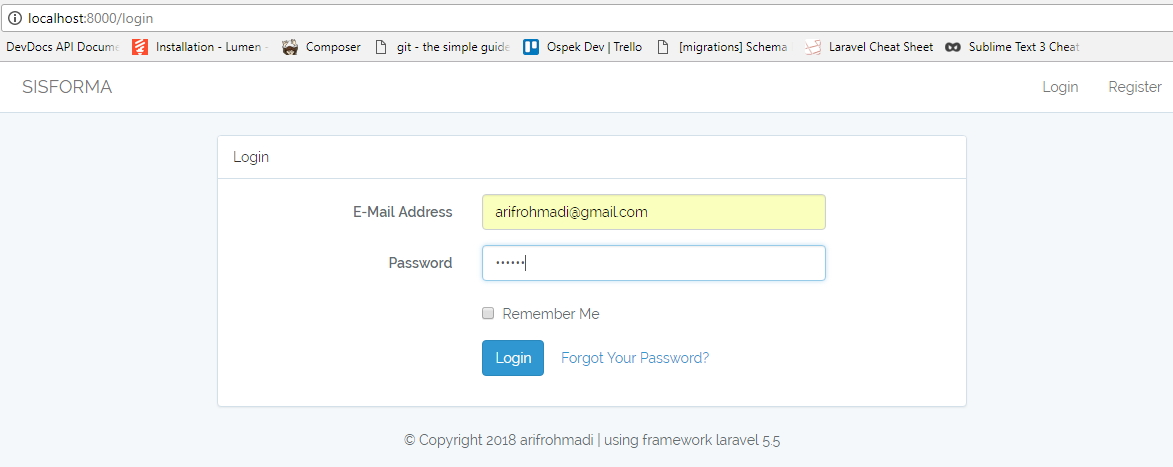 localhost:8000/login
DevDocs API Docume Installation - Lumen - Composer git - the simple guide Ospek Dev | Trello [migrations] Schema Laravel Cheat Sheet Sublime Text 3 Cheat
SISFORMA Login Register
Login
E-Mail Address arifrohmadi@gmail.com
Password ••••••
Remember Me
Login Forgot Your Password?
© Copyright 2018 arifrohmadi | using framework laravel 5.5